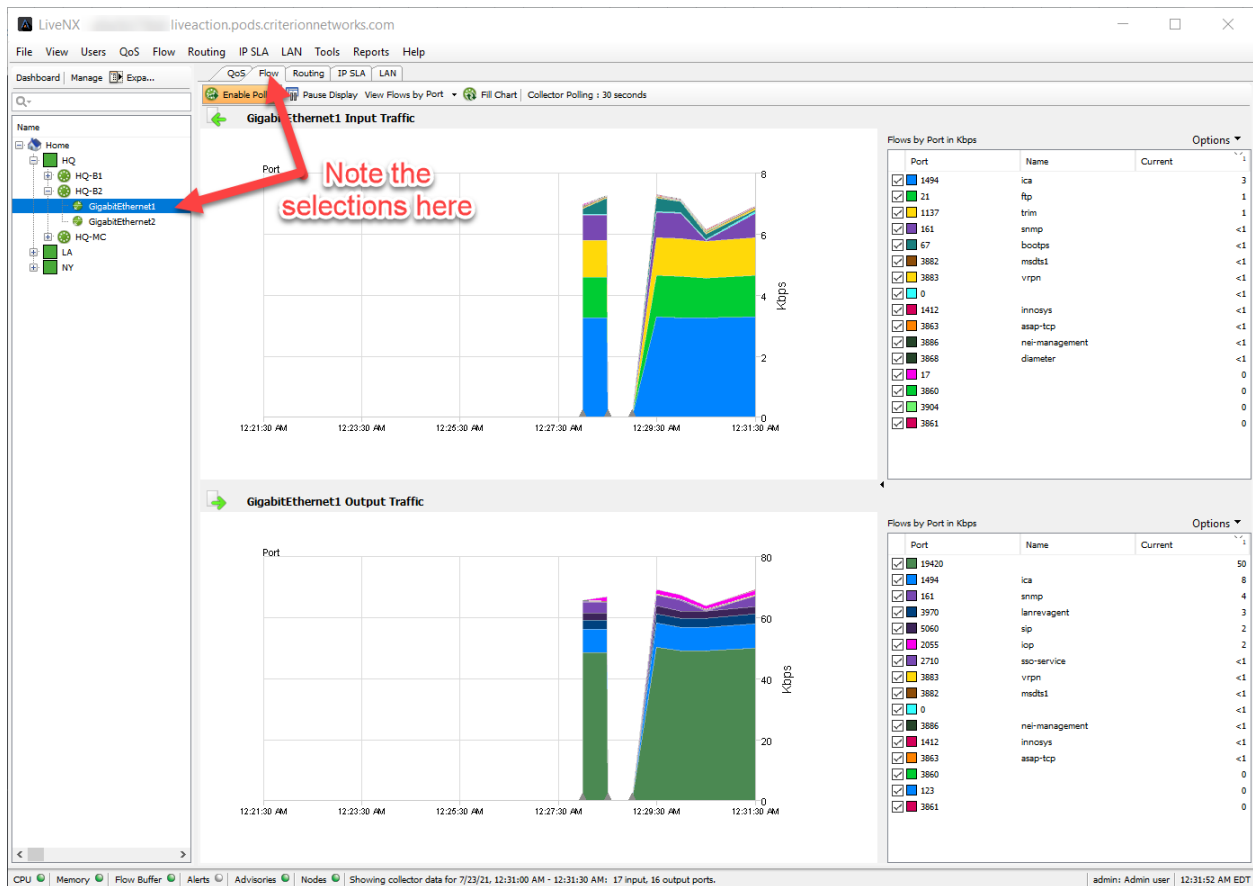 LiveNX liveaction.pods.criterionnetworks.com
File View Users QoS Flow Routing IP SLA LAN Tools Reports Help
Dashboard Manage Expa...
QoS Flow Routing IP SLA LAN
Pause Display View Flows by Port Fill Chart Collector Polling : 30 seconds
Enable
Name
Home
HQ
HQ-B1
HQ-B2
GigabitEthernet1
GigabitEthernet2
HQ-MC
LA
NY
Note the
selections here
GigabitEthernet1 Input Traffic
Port
8
6
4
2
0
Kbps
12:21:30 AM 12:23:30 AM 12:25:30 AM 12:27:30 AM 12:29:30 AM 12:31:30 AM
Flows by Port in Kbps Options
Port Name Current 1
1494 ica 3
21 ftp 1
1137 trim 1
161 snmp <1
67 bootps <1
3882 msdts1 <1
3883 vrpn <1
0 <1
1412 innosys <1
3863 asap-tcp <1
3886 nei-management <1
3868 diameter <1
17 0
3860 0
3904 0
3861 0
GigabitEthernet1 Output Traffic
Port
80
60
40
20
0
Kbps
12:21:30 AM 12:23:30 AM 12:25:30 AM 12:27:30 AM 12:29:30 AM 12:31:30 AM
Flows by Port in Kbps Options
Port Name Current 1
19420 50
1494 ica 8
161 snmp 4
3970 lanrevagent 3
5060 sip 2
2055 iop 2
2710 sso-service <1
3883 vrpn <1
3882 msdts1 <1
0 <1
3886 nei-management <1
1412 innosys <1
3863 asap-tcp <1
3860 0
123 0
3861 0
CPU Memory Flow Buffer Alerts Advisories Nodes Showing collector data for 7/23/21, 12:31:00 AM - 12:31:30 AM: 17 input, 16 output ports. admin: Admin user 12:31:52 AM EDT